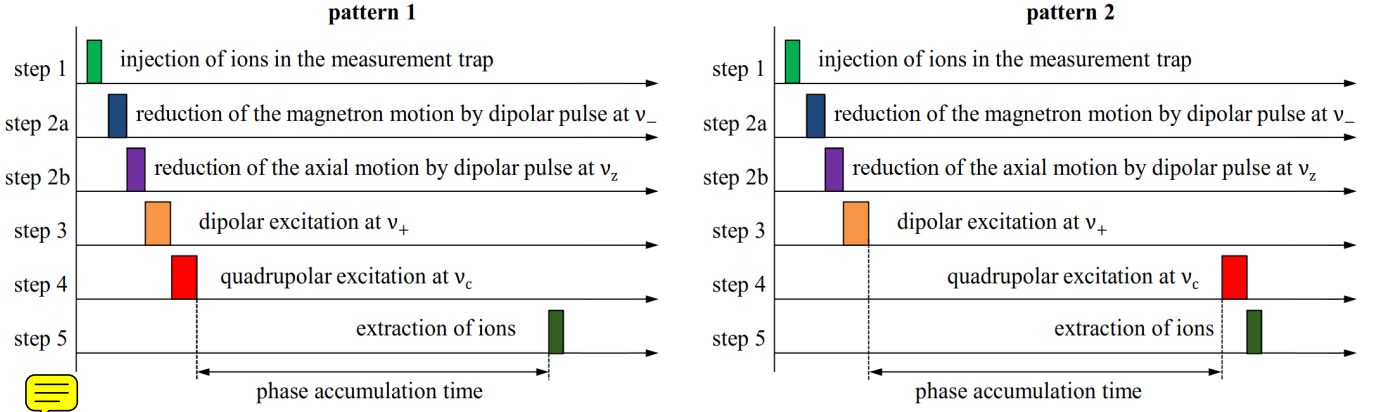 pattern 1
step 1
injection of ions in the measurement trap
step 2a
reduction of the magnetron motion by dipolar pulse at ν₋
step 2b
reduction of the axial motion by dipolar pulse at νz
step 3
dipolar excitation at ν₊
step 4
quadrupolar excitation at νc
step 5
extraction of ions
phase accumulation time
pattern 2
step 1
injection of ions in the measurement trap
step 2a
reduction of the magnetron motion by dipolar pulse at ν₋
step 2b
reduction of the axial motion by dipolar pulse at νz
step 3
dipolar excitation at ν₊
step 4
quadrupolar excitation at νc
step 5
extraction of ions
phase accumulation time